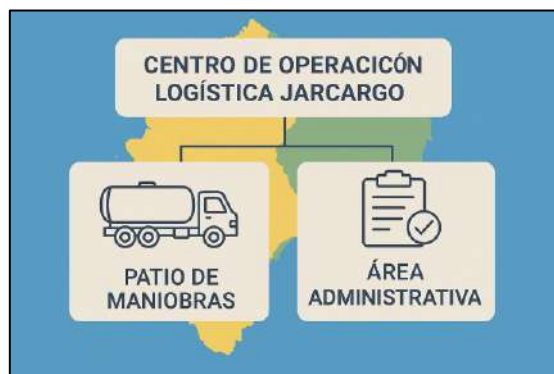 CENTRO DE OPERACICÓN
LOGÍSTICA JARCARGO
PATIO DE
MANIOBRAS
ÁREA
ADMINISTRATIVA